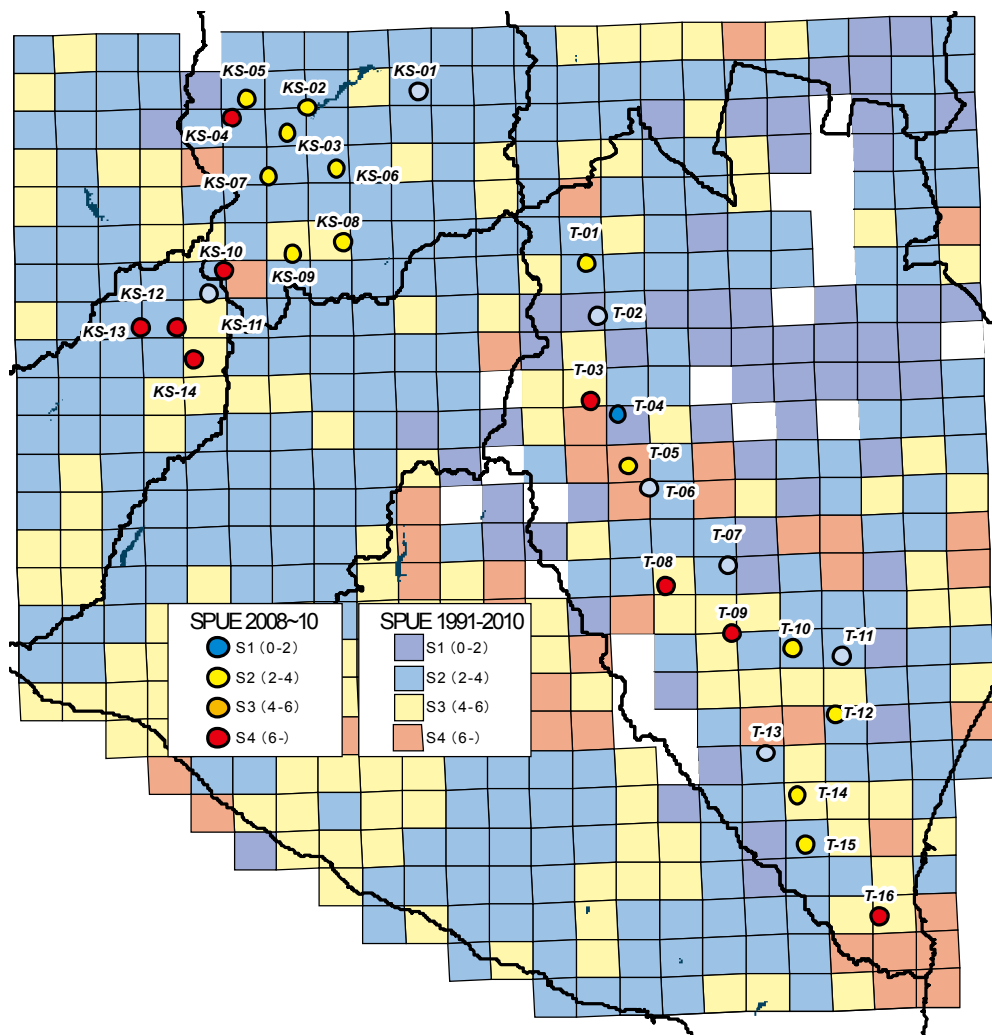 KS-05
KS-02
KS-01
KS-04
KS-03
KS-07
KS-06
KS-08
KS-10
KS-09
T-01
KS-12
T-02
KS-13
KS-11
KS-14
T-03
T-04
T-05
T-06
T-07
T-08
T-09
T-10
T-11
T-12
T-13
T-14
T-15
T-16
SPUE 2008~10
S1 (0-2)
S2 (2-4)
S3 (4-6)
S4 (6-)
SPUE 1991-2010
S1 (0-2)
S2 (2-4)
S3 (4-6)
S4 (6-)